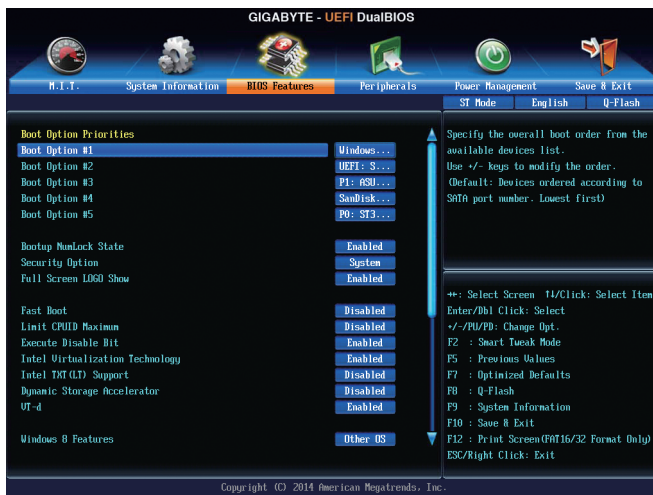 GIGABYTE - UEFI DualBIOS
M.I.T. System Information BIOS Features Peripherals Power Management Save & Exit
ST Mode English Q-Flash
Boot Option Priorities
Boot Option #1 Windows...
Boot Option #2 UEFI: S...
Boot Option #3 P1: ASU...
Boot Option #4 SanDisk...
Boot Option #5 P0: ST3...
Bootup NumLock State Enabled
Security Option System
Full Screen LOGO Show Enabled
Fast Boot Disabled
Limit CPUID Maximum Disabled
Execute Disable Bit Enabled
Intel Virtualization Technology Enabled
Intel TXT(LT) Support Disabled
Dynamic Storage Accelerator Disabled
VT-d Enabled
Windows 8 Features Other OS
Specify the overall boot order from the
available devices list.
Use +/- keys to modify the order.
(Default: Devices ordered according to
SATA port number. Lowest first)
→←: Select Screen ↑↓/Click: Select Item
Enter/Dbl Click: Select
+/-/PU/PD: Change Opt.
F2 : Smart Tweak Mode
F5 : Previous Values
F7 : Optimized Defaults
F8 : Q-Flash
F9 : System Information
F10 : Save & Exit
F12 : Print Screen(FAT16/32 Format Only)
ESC/Right Click: Exit
Copyright (C) 2014 American Megatrends, Inc.